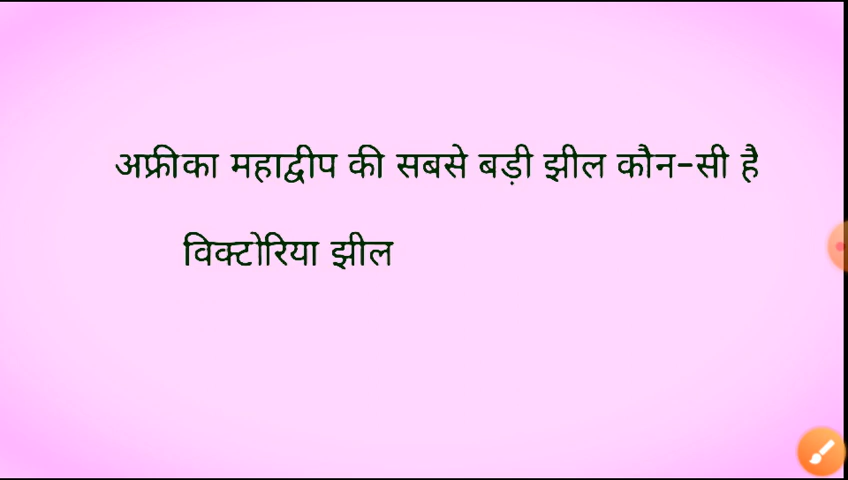 अफ्रीका महाद्वीप की सबसे बड़ी झील कौन-सी है
विक्टोरिया झील